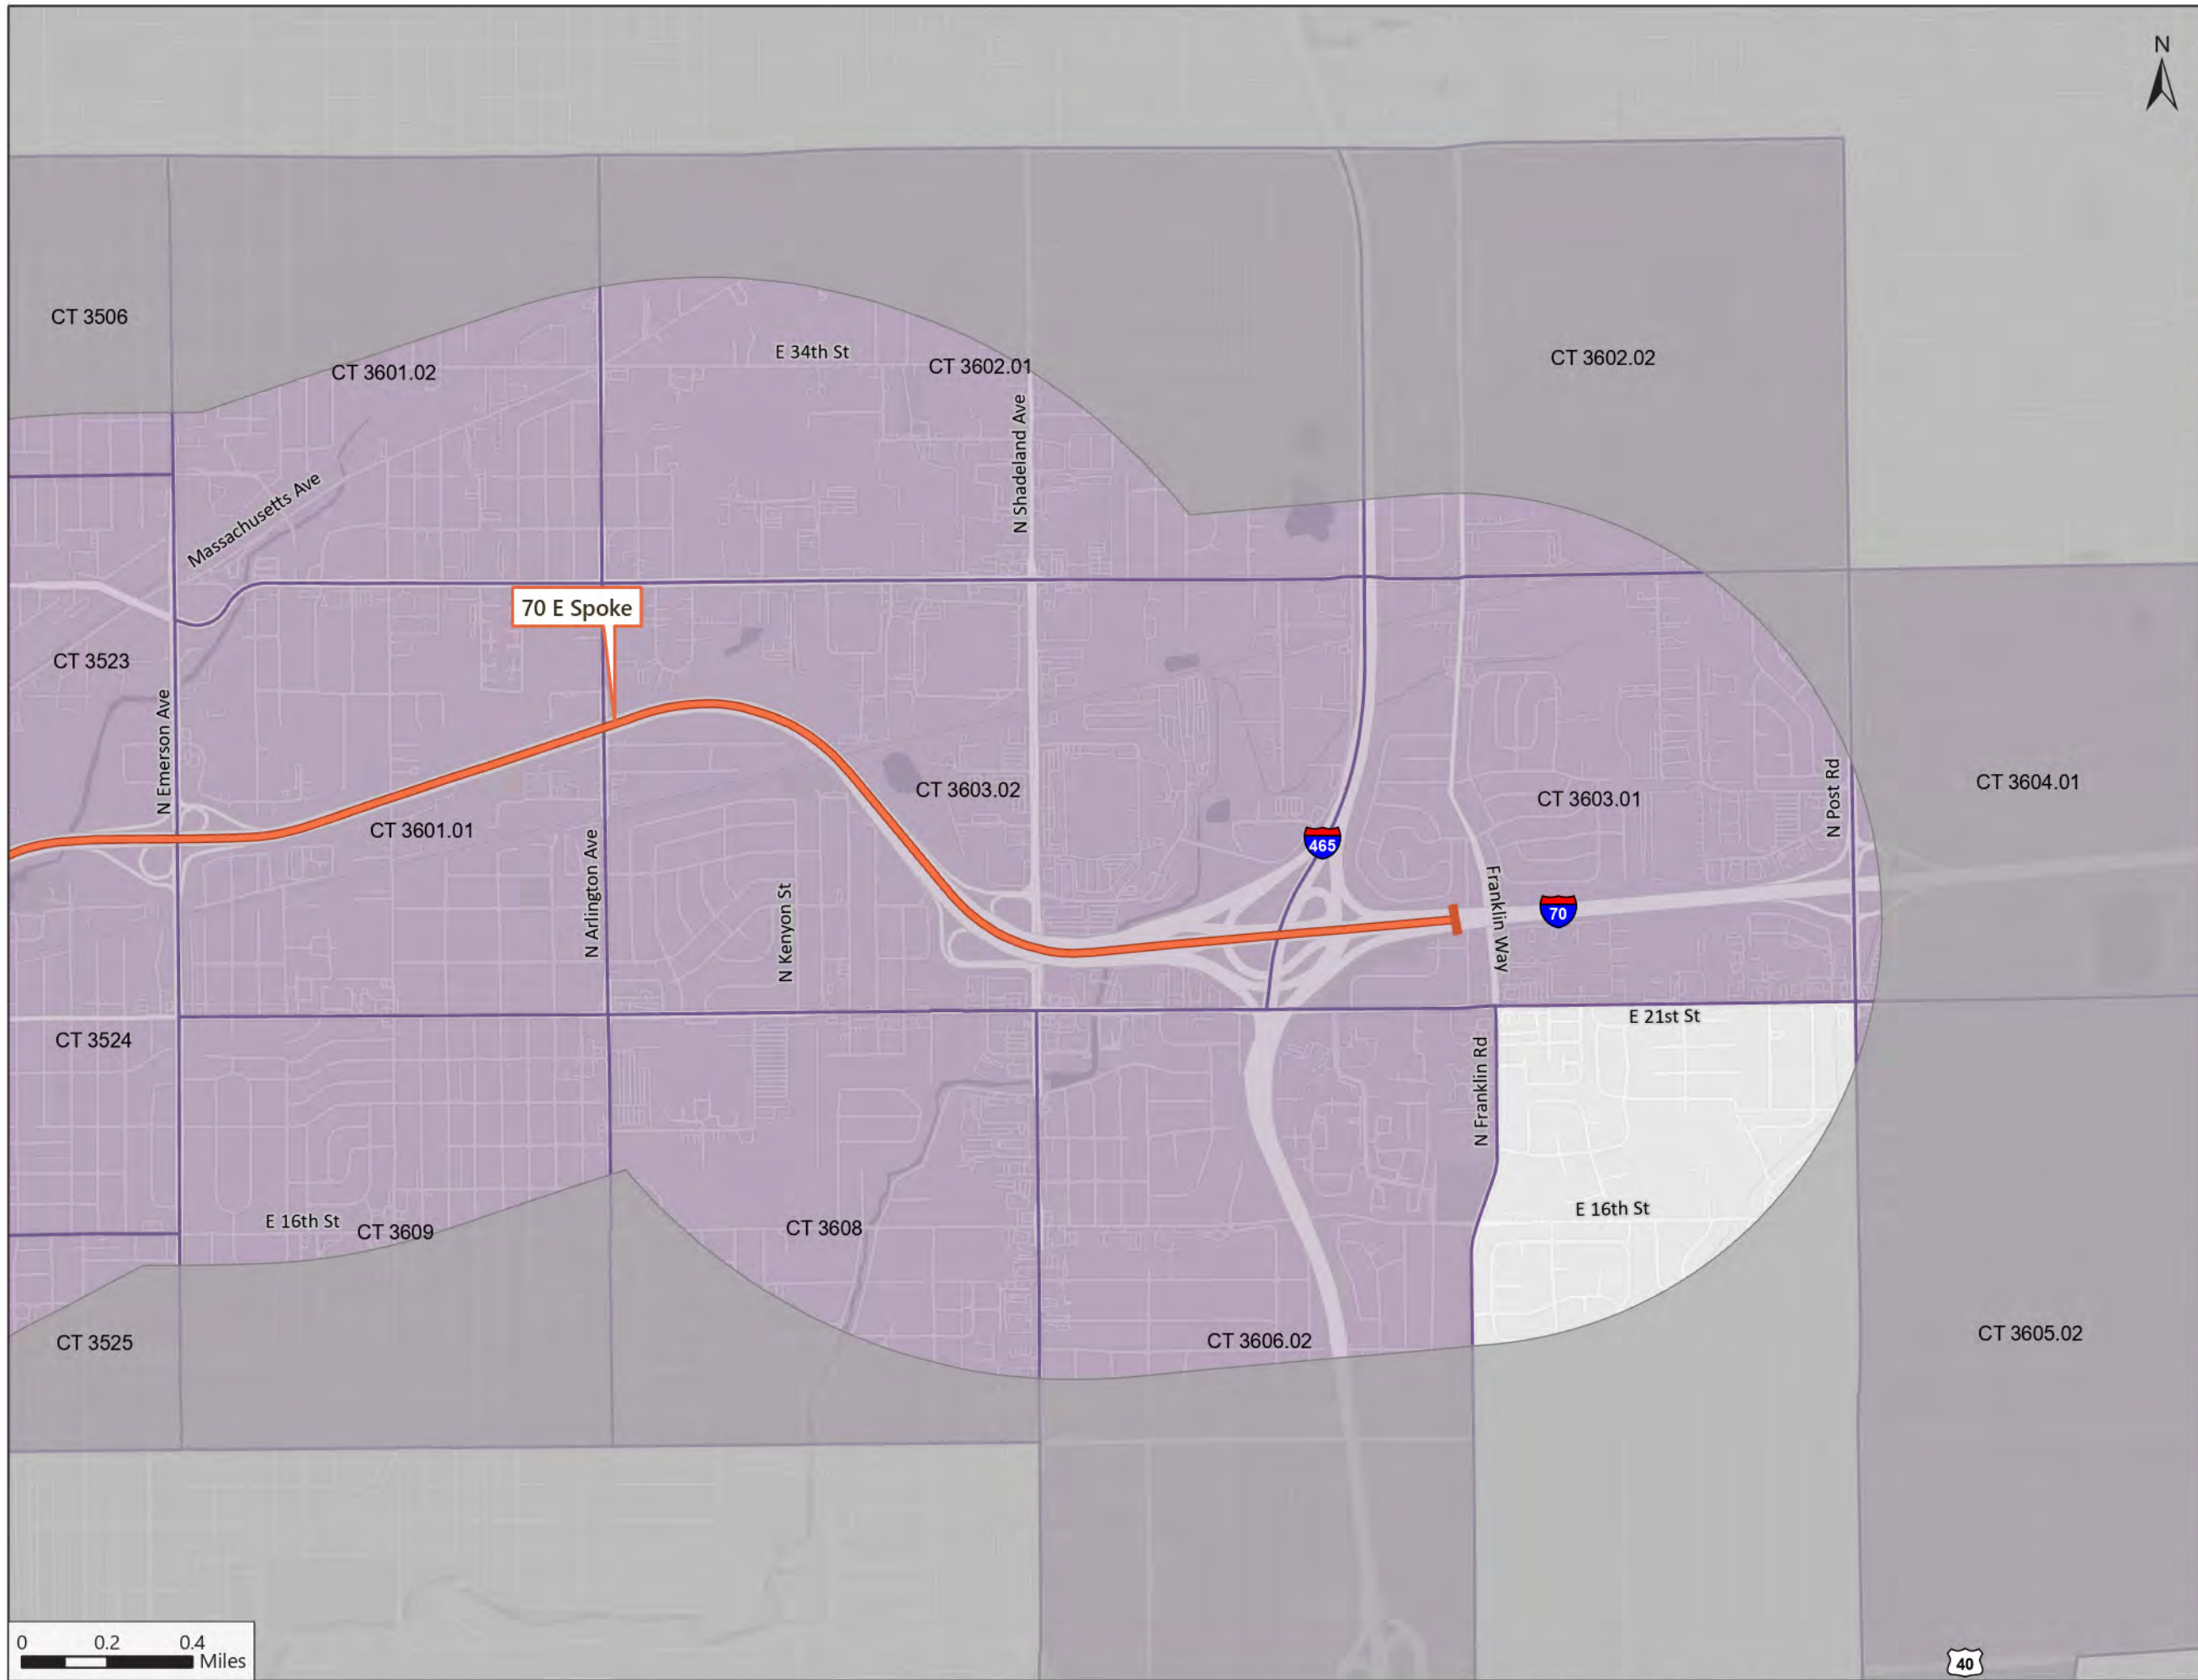 N
CT 3506
E 34th St
CT 3602.01
CT 3602.02
CT 3601.02
N Shadeland Ave
Massachusetts Ave
70 E Spoke
CT 3523
N Emerson Ave
CT 3603.02
CT 3603.01
N Post Rd
CT 3604.01
CT 3601.01
465
N Arlington Ave
N Kenyon St
Franklin Way
70
E 21st St
CT 3524
N Franklin Rd
E 16th St
CT 3609
CT 3608
E 16th St
CT 3525
CT 3606.02
CT 3605.02
0 0.2 0.4
Miles
40